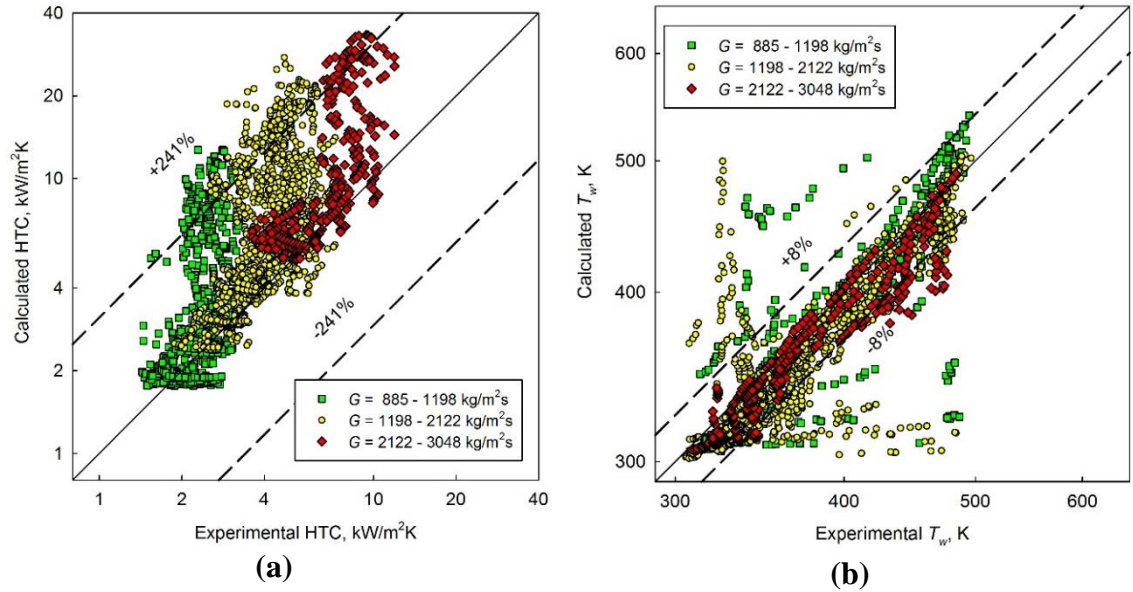 (a)
40
20
10
4
2
1
Calculated HTC, kW/m²K
+241%
-241%
G = 885 - 1198 kg/m²s
G = 1198 - 2122 kg/m²s
G = 2122 - 3048 kg/m²s
1 2 4 10 20 40
Experimental HTC, kW/m²K
(a)
(b)
600
500
400
300
Calculated Tw, K
G = 885 - 1198 kg/m²s
G = 1198 - 2122 kg/m²s
G = 2122 - 3048 kg/m²s
+8%
-8%
300 400 500 600
Experimental Tw, K
(b)